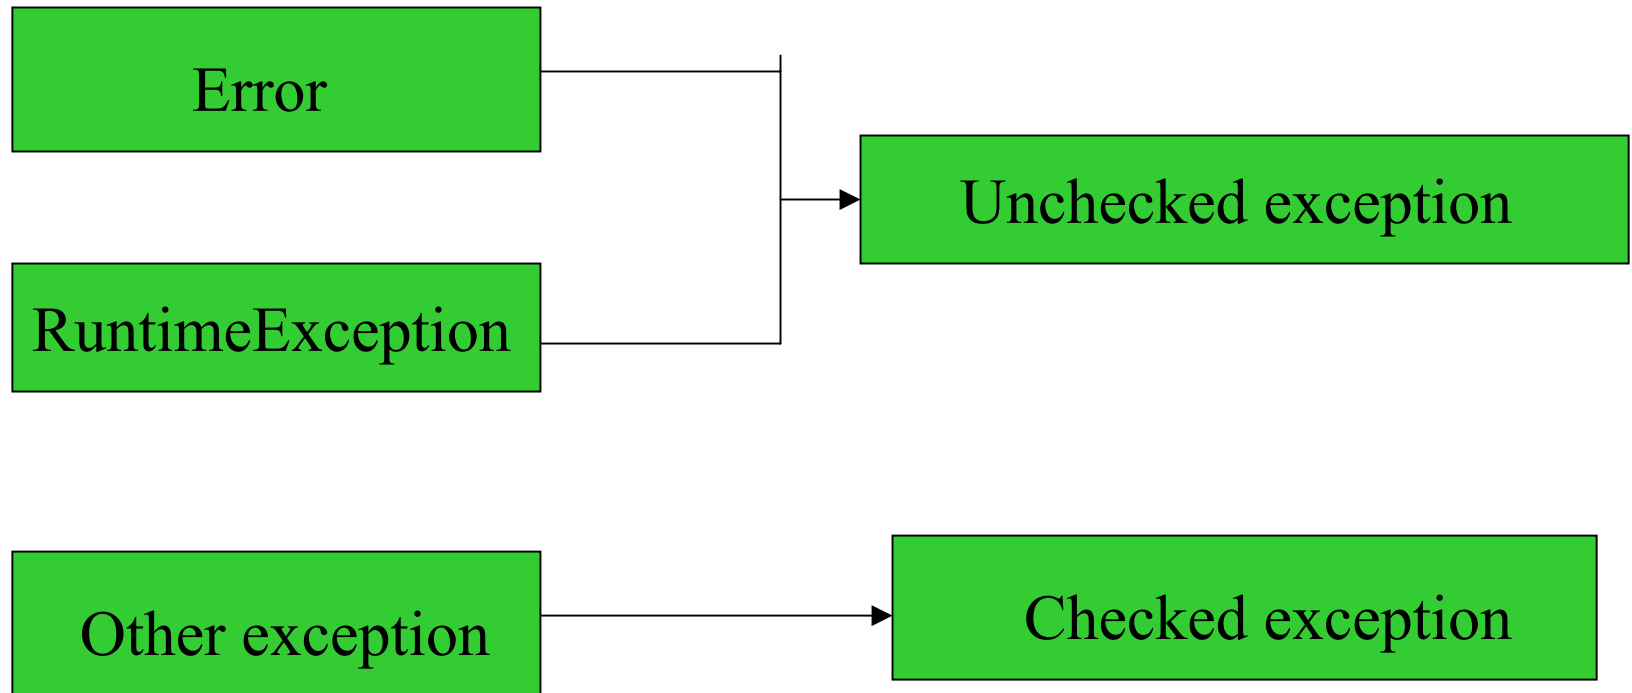 Error
Unchecked exception
RuntimeException
Other exception
Checked exception